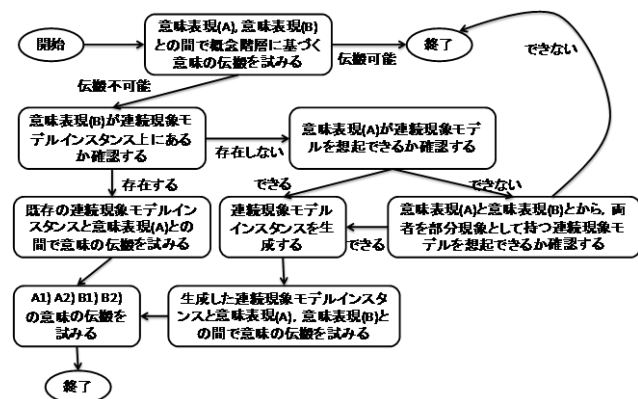 開始
意味表現(A), 意味表現(B)
との間で概念階層に基づく
意味の伝搬を試みる
伝搬可能
終了
できない
伝搬不可能
意味表現(B)が連続現象モ
デルインスタンス上にある
か確認する
存在しない
意味表現(A)が連続現象モデ
ルを想起できるか確認する
存在する
できる
できない
既存の連続現象モデルイン
スタンスと意味表現(A)との
間で意味の伝搬を試みる
連続現象モデル
インスタンスを生
成する
できる
意味表現(A)と意味表現(B)とから, 両
者を部分現象として持つ連続現象モ
デルを想起できるか確認する
A1) A2) B1) B2)
の意味の伝搬を
試みる
生成した連続現象モデルインスタ
ンスと意味表現(A), 意味表現(B)と
の間で意味の伝搬を試みる
終了